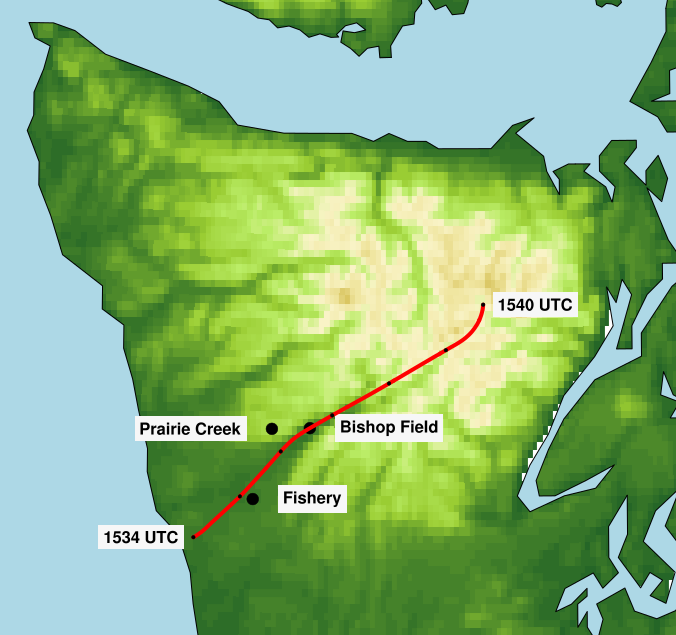 1540 UTC
Prairie Creek
Bishop Field
Fishery
1534 UTC